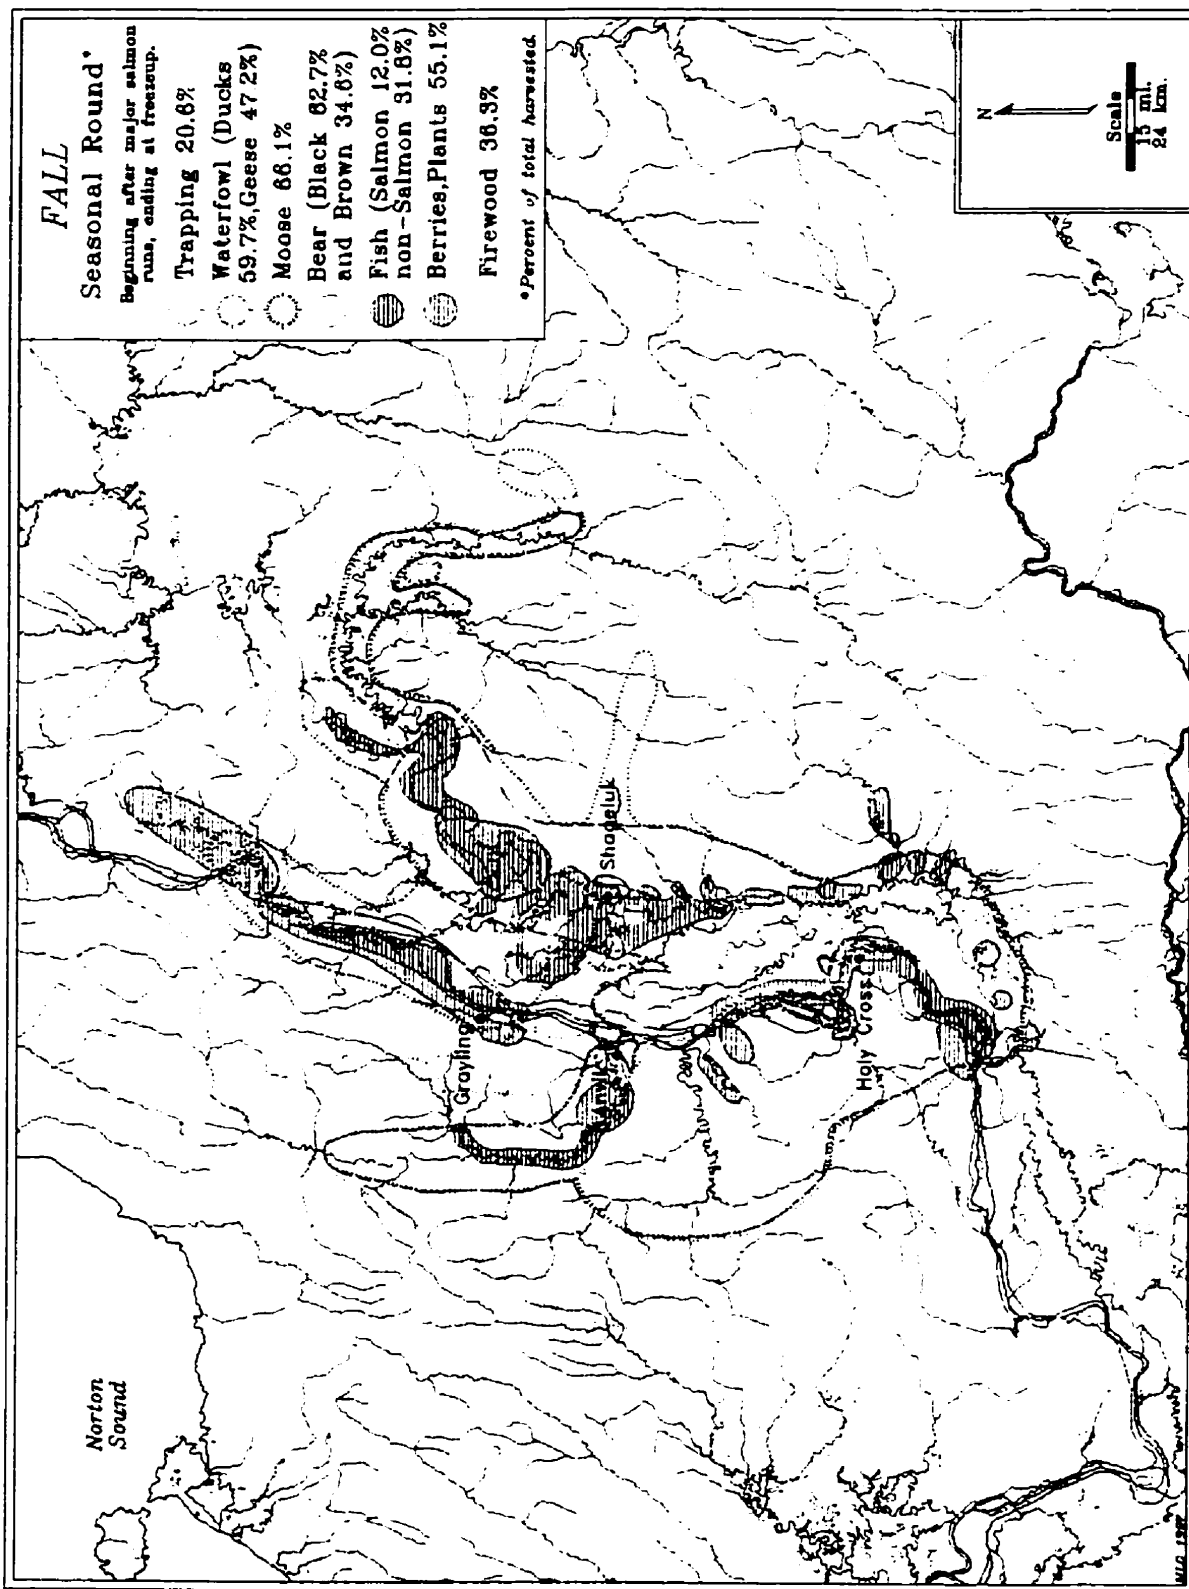 FALL
Seasonal Round*
Beginning after major salmon
runs, ending at freezeup.
Trapping 20.6%
Waterfowl (Ducks
59.7%,Geese 47.2%)
Moose 66.1%
Bear (Black 62.7%
and Brown 34.6%)
Fish (Salmon 12.0%
non-Salmon 31.8%)
Berries,Plants 55.1%
Firewood 36.3%
*Percent of total harvested.
N
Scale
15 mi.
24 km.
Norton
Sound
Grayling
Anvik
Shageluk
Holy Cross